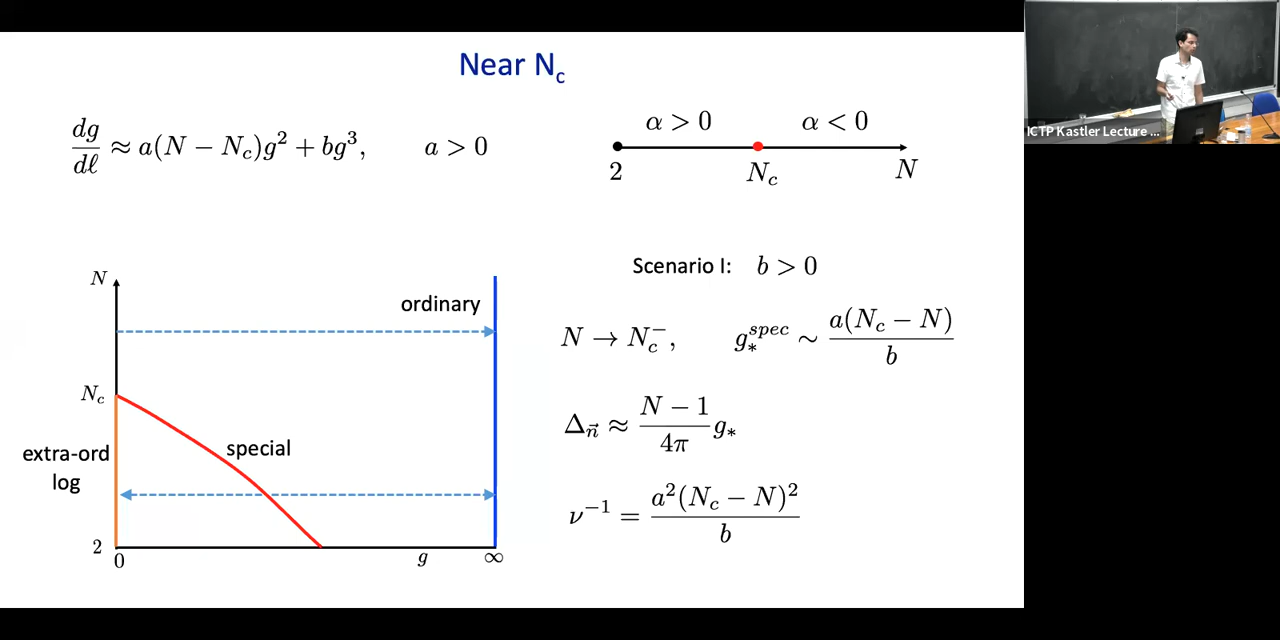 Near N_c
dg/dℓ ≈ a(N − N_c)g² + bg³, a > 0
α > 0 α < 0
2 N_c N
ICTP Kastler Lecture ...
N
ordinary
N_c
special
extra-ord
log
2
0 g ∞
Scenario I: b > 0
N → N_c⁻, g_*^{spec} ∼ a(N_c − N)/b
Δ_{n⃗} ≈ (N − 1)/(4π) g_*
ν⁻¹ = a²(N_c − N)²/b